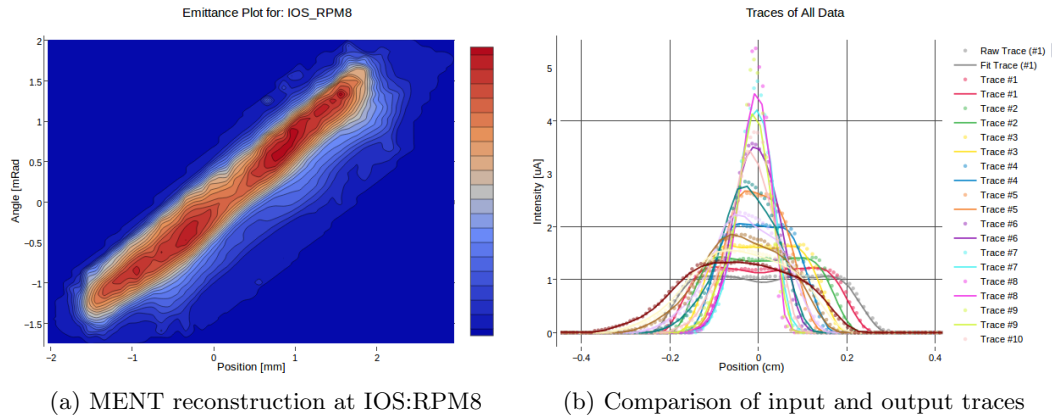 Emittance Plot for: IOS_RPM8
2
1.5
1
0.5
0
−0.5
−1
−1.5
Angle [mRad]
−2
−1
0
1
2
Position [mm]
(a) MENT reconstruction at IOS:RPM8
Traces of All Data
5
4
3
2
1
0
Intensity [uA]
−0.4
−0.2
0
0.2
0.4
Position (cm)
Raw Trace (#1)
Fit Trace (#1)
Trace #1
Trace #1
Trace #2
Trace #2
Trace #3
Trace #3
Trace #4
Trace #4
Trace #5
Trace #5
Trace #6
Trace #6
Trace #7
Trace #7
Trace #8
Trace #8
Trace #9
Trace #9
Trace #10
(b) Comparison of input and output traces